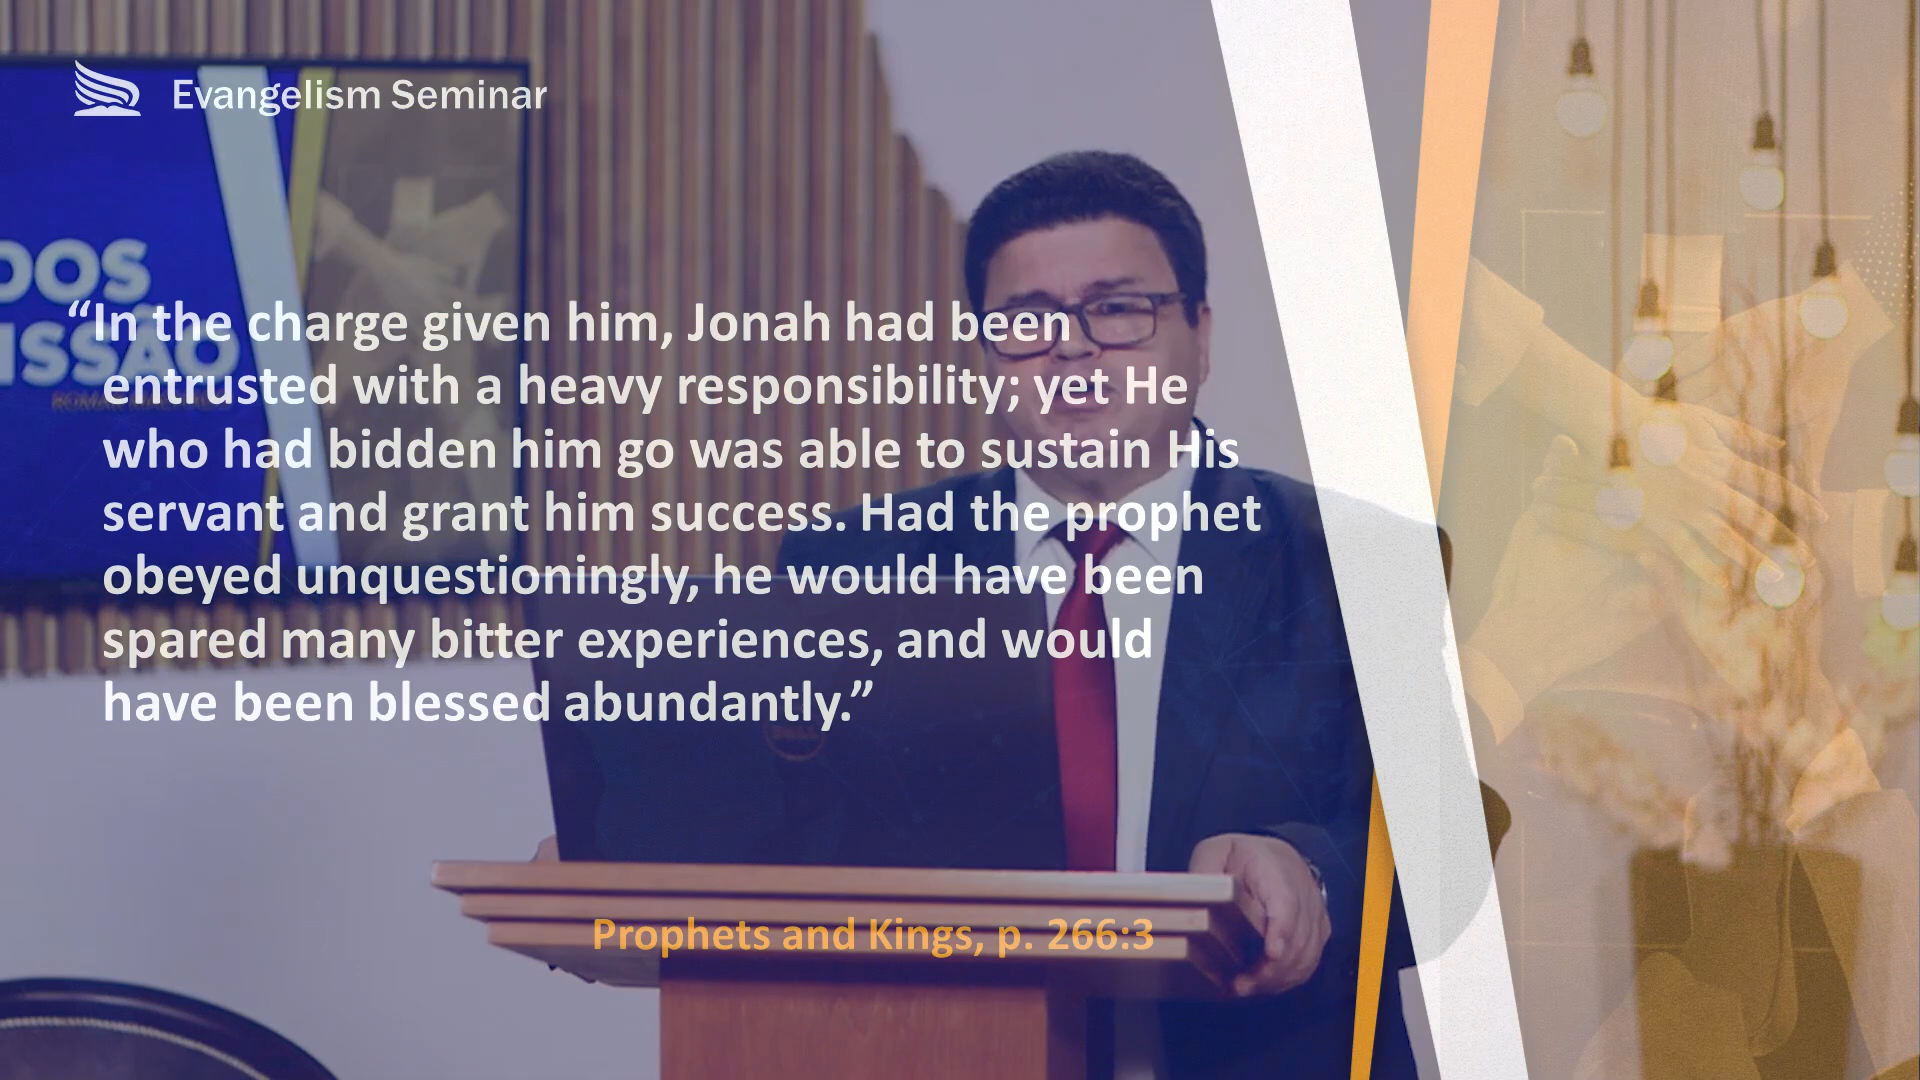 Evangelism Seminar
DOS
ISSÃO
“In the charge given him, Jonah had been
entrusted with a heavy responsibility; yet He
who had bidden him go was able to sustain His
servant and grant him success. Had the prophet
obeyed unquestioningly, he would have been
spared many bitter experiences, and would
have been blessed abundantly.”
Prophets and Kings, p. 266:3